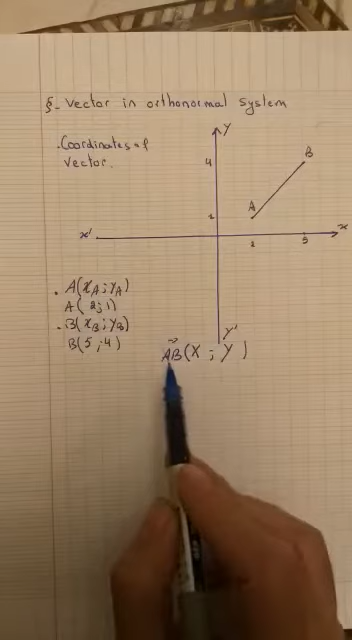 §- Vector in orthonormal system
. Coordinates of
vector.
y
4
B
A
1
x'
x
2
5
. A(xA ; yA)
A( 2; 1)
- B(xB ; yB)
y'
B(5 ; 4)
AB(X ; Y )